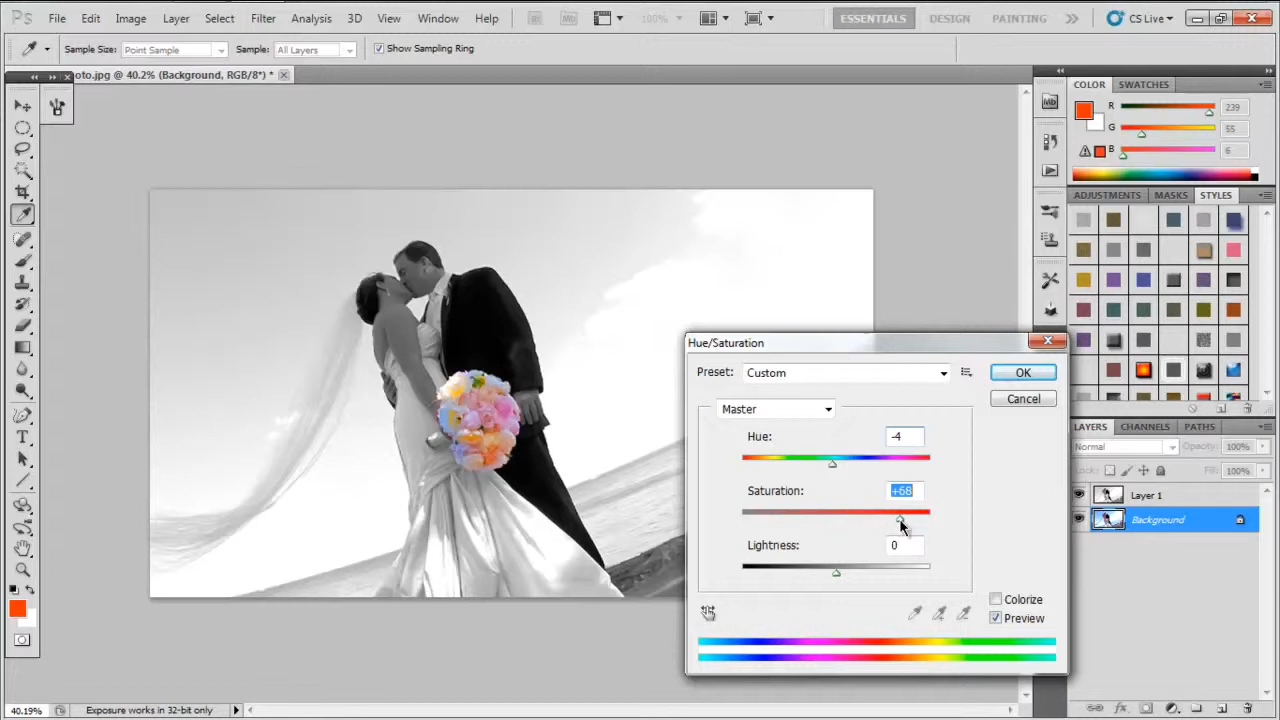 Ps File Edit Image Layer Select Filter Analysis 3D View Window Help Br Mb 100% ESSENTIALS DESIGN PAINTING CS Live
Sample Size: Point Sample Sample: All Layers Show Sampling Ring
oto.jpg @ 40.2% (Background, RGB/8*) *
COLOR SWATCHES
R 239
G 55
B 6
ADJUSTMENTS MASKS STYLES
Hue/Saturation
Preset: Custom OK
Cancel
Master
Hue: -4
Saturation: +68
Lightness: 0
Colorize
Preview
LAYERS CHANNELS PATHS
Normal Opacity: 100%
Lock: Fill: 100%
Layer 1
Background
40.19% Exposure works in 32-bit only